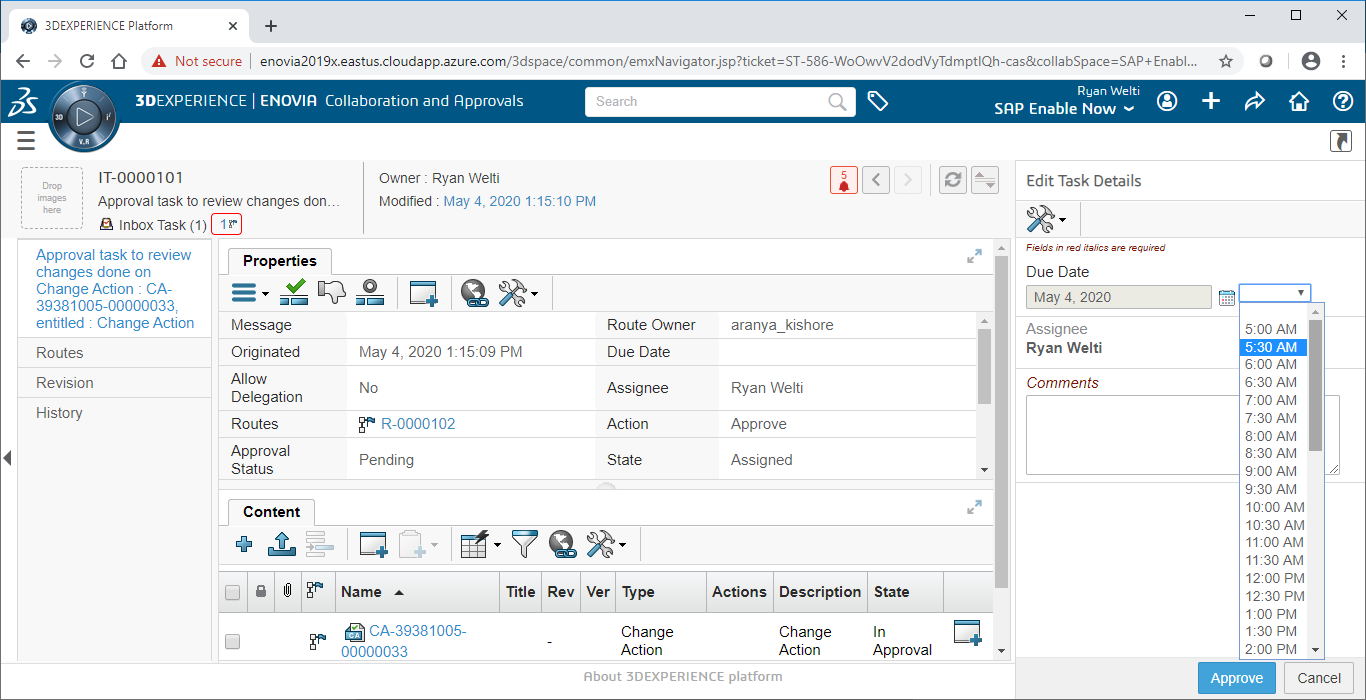 3DEXPERIENCE Platform
Not secure
enovia2019x.eastus.cloudapp.azure.com/3dspace/common/emxNavigator.jsp?ticket=ST-586-WoOwvV2dodVyTdmptIQh-cas&collabSpace=SAP+Enabl...
3DEXPERIENCE | ENOVIA Collaboration and Approvals
Search
Ryan Welti
SAP Enable Now
3D
V.R
Drop
images
here
IT-0000101
Approval task to review changes don…
Inbox Task (1)
1
Owner : Ryan Welti
Modified : May 4, 2020 1:15:10 PM
5
Approval task to review
changes done on
Change Action : CA-
39381005-00000033,
entitled : Change Action
Routes
Revision
History
Properties
Message
Route Owner
aranya_kishore
Originated
May 4, 2020 1:15:09 PM
Due Date
Allow
Delegation
No
Assignee
Ryan Welti
Routes
R-0000102
Action
Approve
Approval
Status
Pending
State
Assigned
Content
Name
Title
Rev
Ver
Type
Actions
Description
State
CA
CA-39381005-
00000033
-
Change
Action
Change
Action
In
Approval
About 3DEXPERIENCE platform
Edit Task Details
Fields in red italics are required
Due Date
May 4, 2020
Assignee
Ryan Welti
Comments
5:00 AM
5:30 AM
6:00 AM
6:30 AM
7:00 AM
7:30 AM
8:00 AM
8:30 AM
9:00 AM
9:30 AM
10:00 AM
10:30 AM
11:00 AM
11:30 AM
12:00 PM
12:30 PM
1:00 PM
1:30 PM
2:00 PM
Approve
Cancel